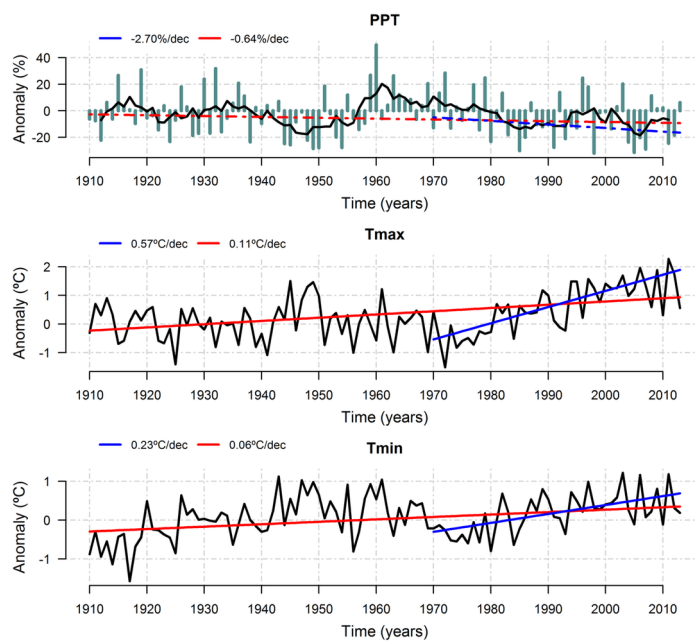 PPT
-2.70%/dec -0.64%/dec
Anomaly (%)
40
20
0
-20
1910 1920 1930 1940 1950 1960 1970 1980 1990 2000 2010
Time (years)
Tmax
0.57ºC/dec 0.11ºC/dec
Anomaly (ºC)
2
1
0
-1
1910 1920 1930 1940 1950 1960 1970 1980 1990 2000 2010
Time (years)
Tmin
0.23ºC/dec 0.06ºC/dec
Anomaly (ºC)
1
0
-1
1910 1920 1930 1940 1950 1960 1970 1980 1990 2000 2010
Time (years)